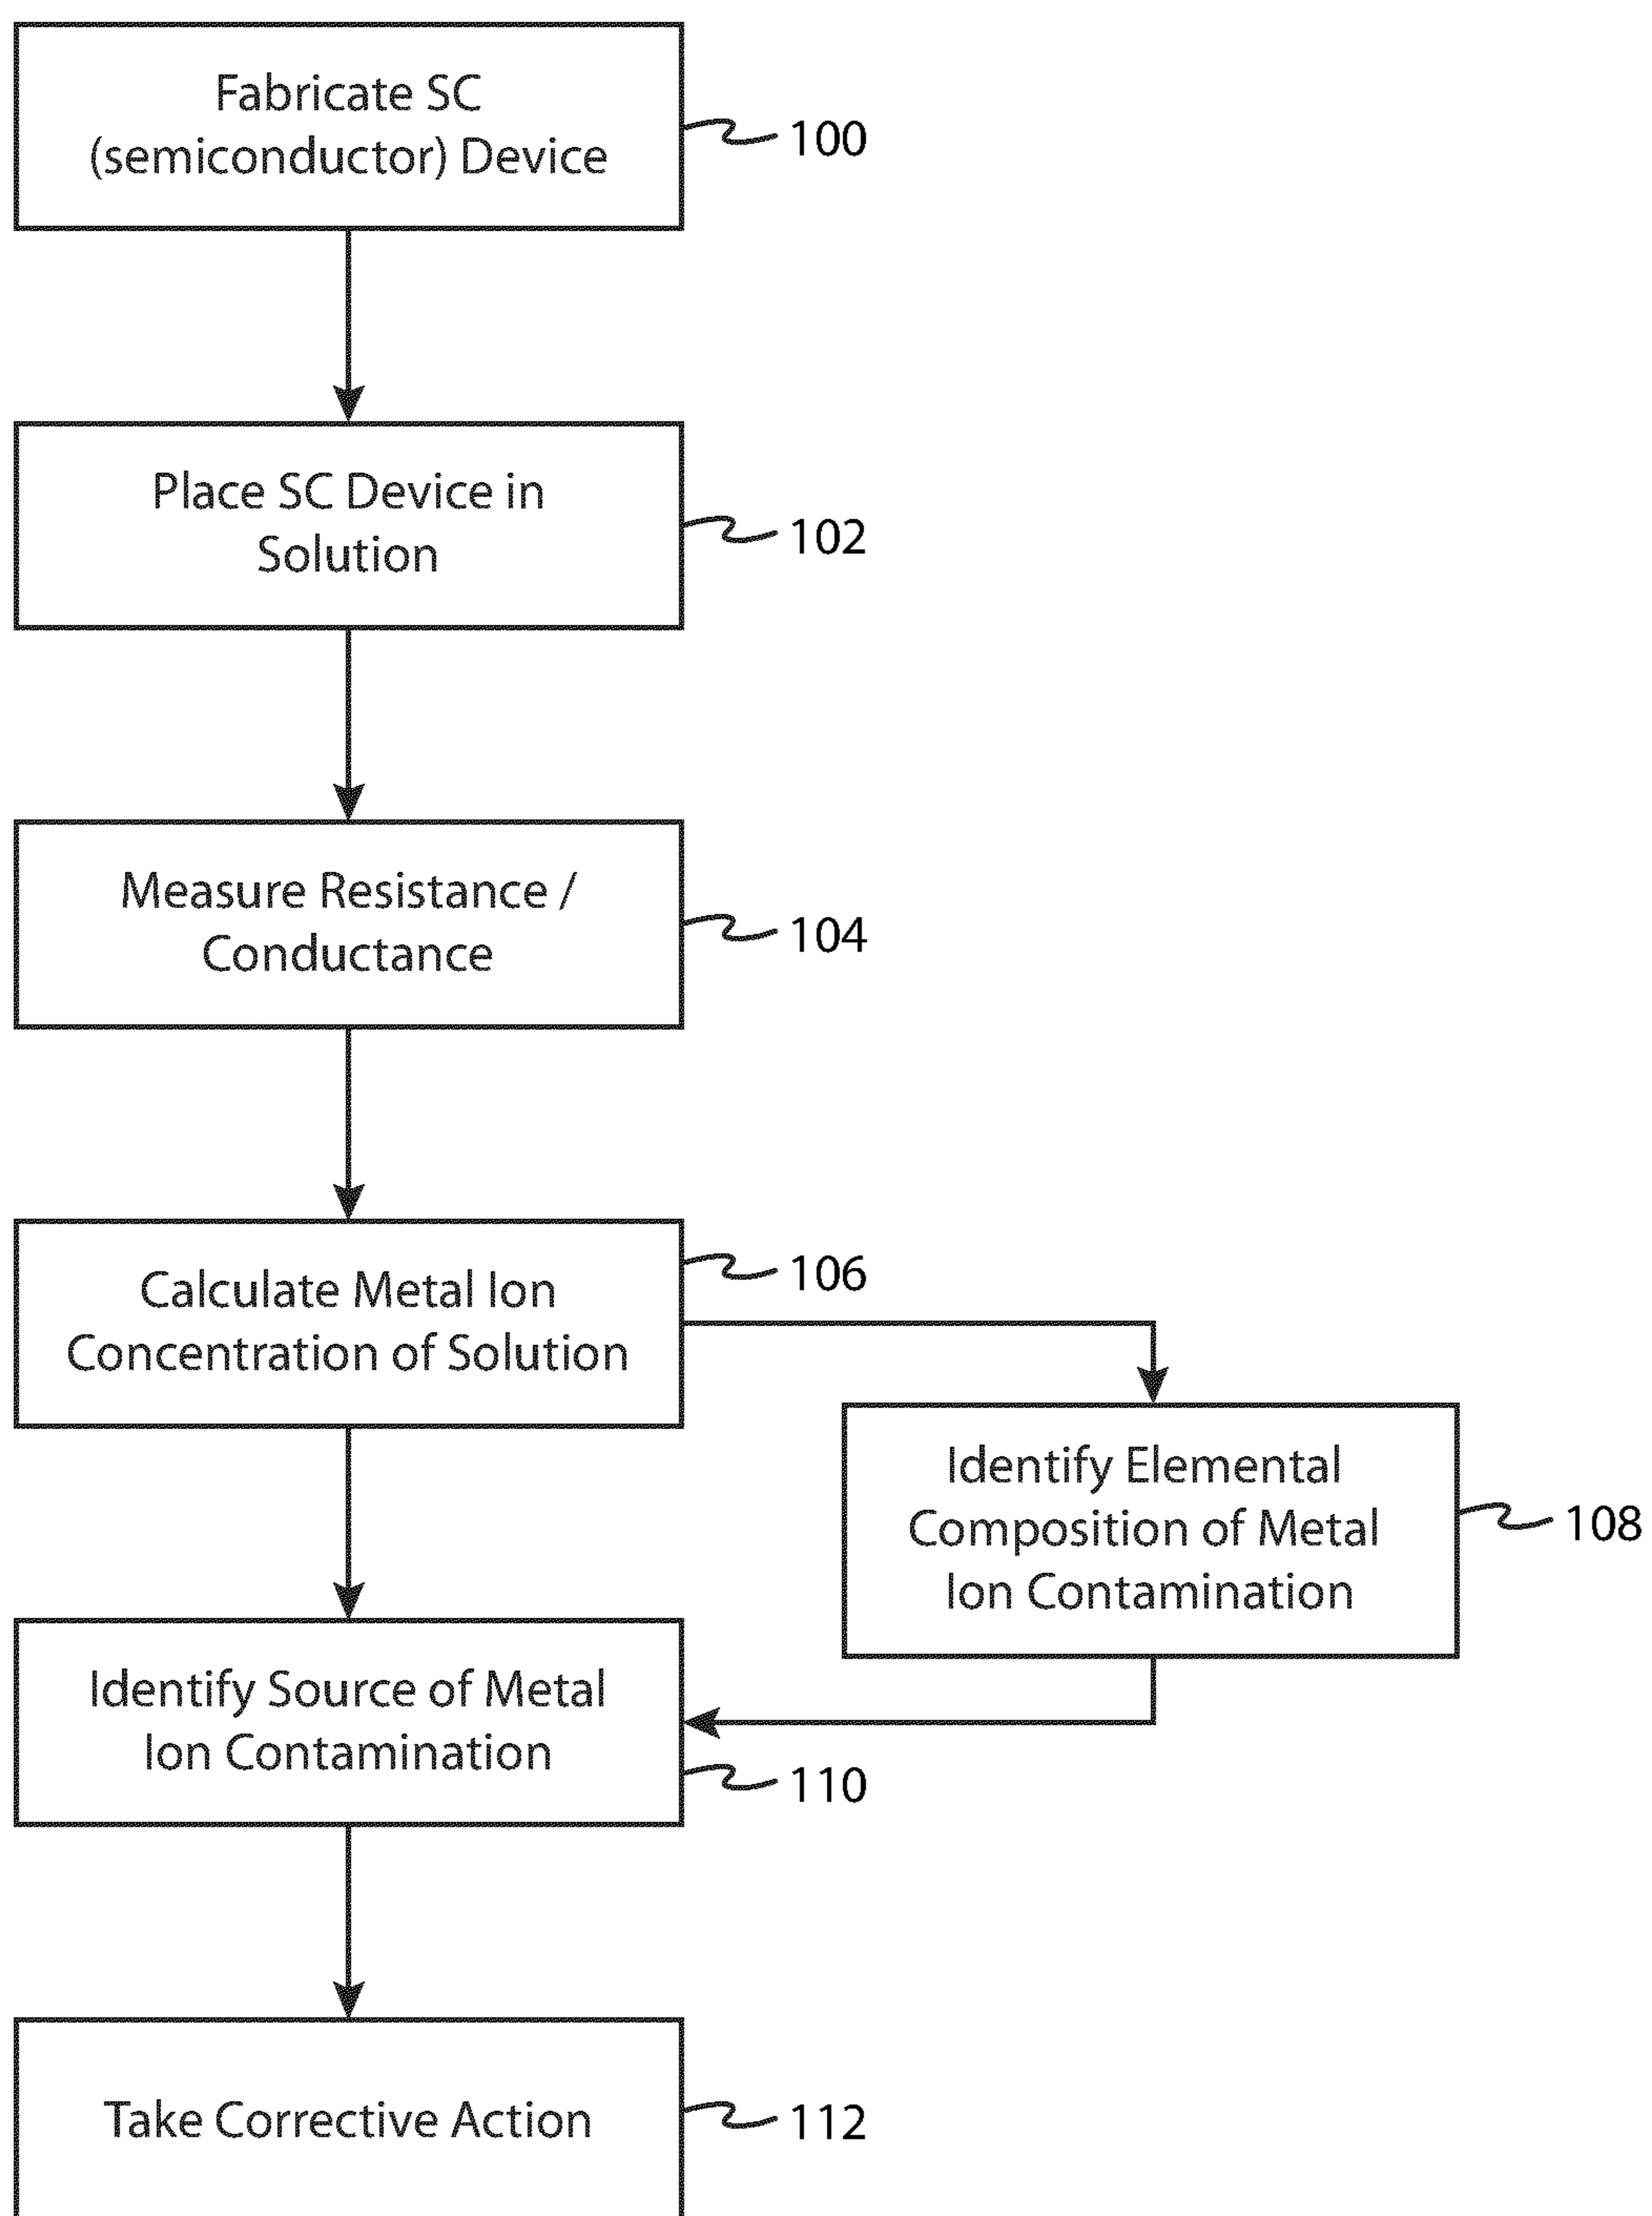 Fabricate SC
(semiconductor) Device
100
Place SC Device in
Solution
102
Measure Resistance /
Conductance
104
Calculate Metal Ion
Concentration of Solution
106
Identify Elemental
Composition of Metal
Ion Contamination
108
Identify Source of Metal
Ion Contamination
110
Take Corrective Action
112